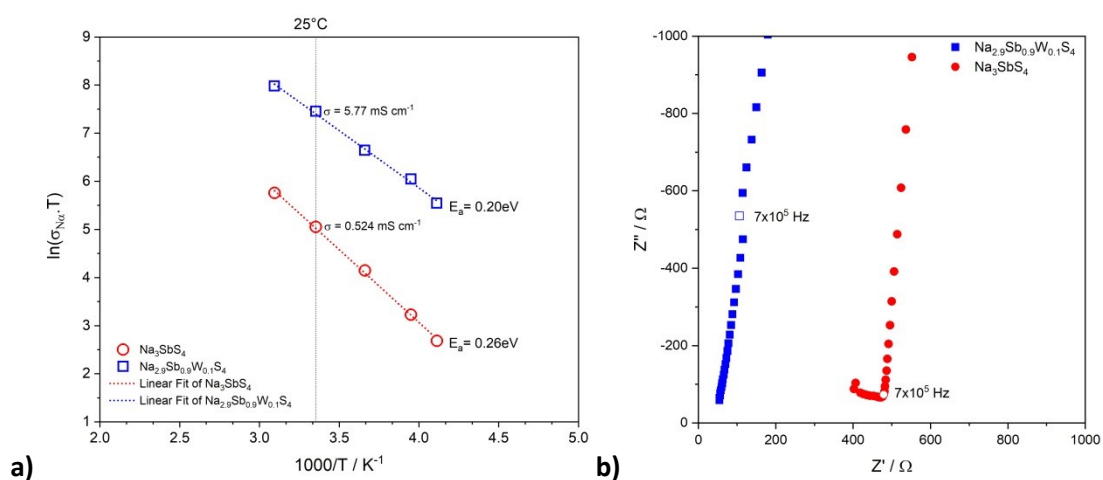 25°C
8
7
6
5
4
3
2
1
ln(σ_Nα.T)
σ = 5.77 mS cm⁻¹
Eₐ= 0.20eV
σ = 0.524 mS cm⁻¹
Eₐ= 0.26eV
Na₃SbS₄
Na₂.₉Sb₀.₉W₀.₁S₄
Linear Fit of Na₃SbS₄
Linear Fit of Na₂.₉Sb₀.₉W₀.₁S₄
2.0 2.5 3.0 3.5 4.0 4.5 5.0
1000/T / K⁻¹
a)
-1000
-800
-600
-400
-200
0
Z'' / Ω
Na₂.₉Sb₀.₉W₀.₁S₄
Na₃SbS₄
7x10⁵ Hz
7x10⁵ Hz
0 200 400 600 800 1000
Z' / Ω
b)